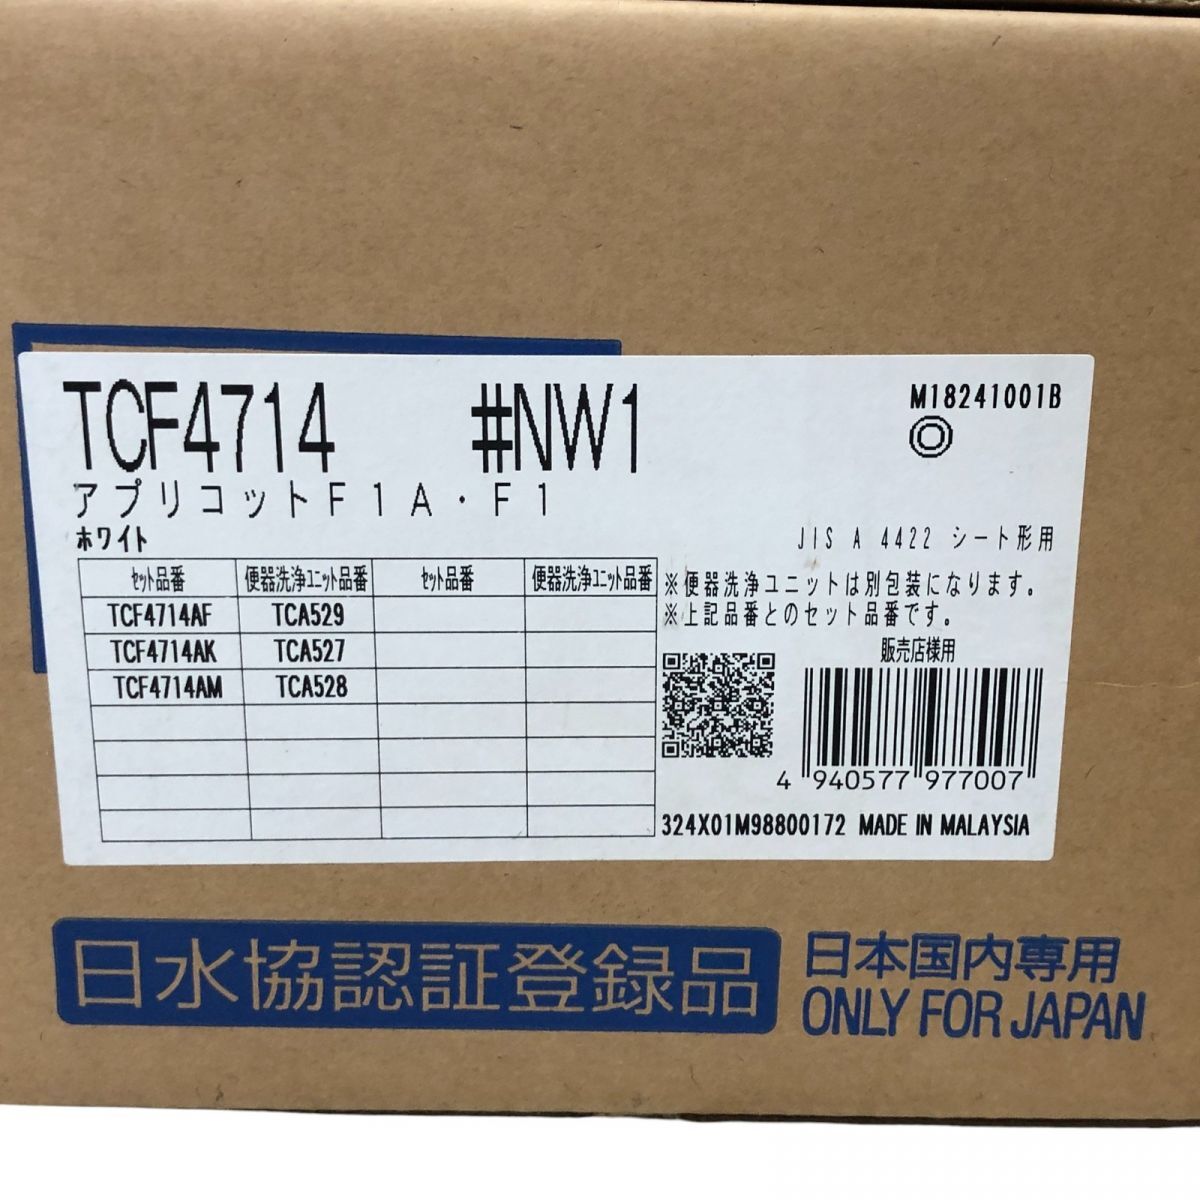 TCF4714 #NW1
M18241001B
アプリコットF1A・F1
ホワイト
JIS A 4422 シート形用
セット品番 便器洗浄ユニット品番 セット品番 便器洗浄ユニット品番
TCF4714AF TCA529
TCF4714AK TCA527
TCF4714AM TCA528
※便器洗浄ユニットは別包装になります。
※上記品番とのセット品番です。
販売店様用
4 940577 977007
324X01M98800172 MADE IN MALAYSIA
日水協認証登録品
日本国内専用
ONLY FOR JAPAN